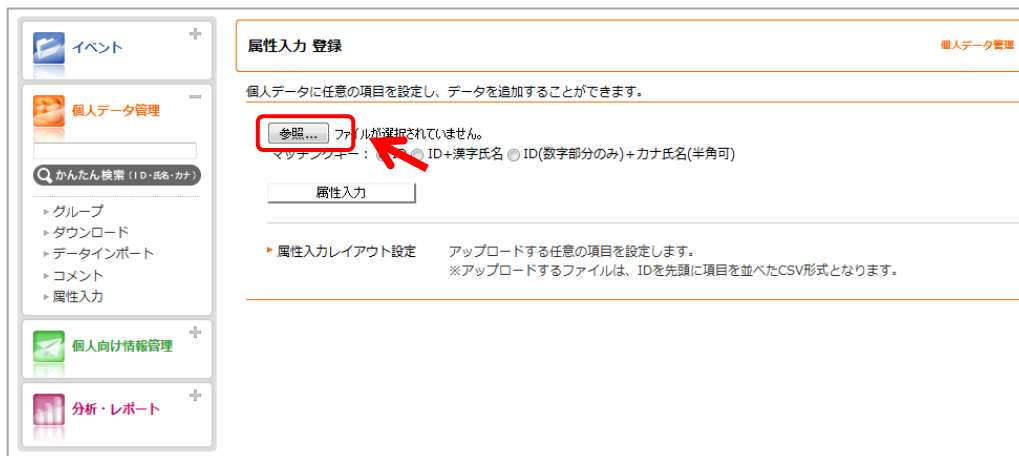 イベント
個人データ管理
かんたん検索(ID・氏名・カナ)
グループ
ダウンロード
データインポート
コメント
属性入力
個人向け情報管理
分析・レポート
属性入力 登録
個人データ管理
個人データに任意の項目を設定し、データを追加することができます。
参照... ファイルが選択されていません。
マッチングキー: ID ID+漢字氏名 ID(数字部分のみ)+カナ氏名(半角可)
属性入力
属性入力レイアウト設定 アップロードする任意の項目を設定します。
※アップロードするファイルは、IDを先頭に項目を並べたCSV形式となります。